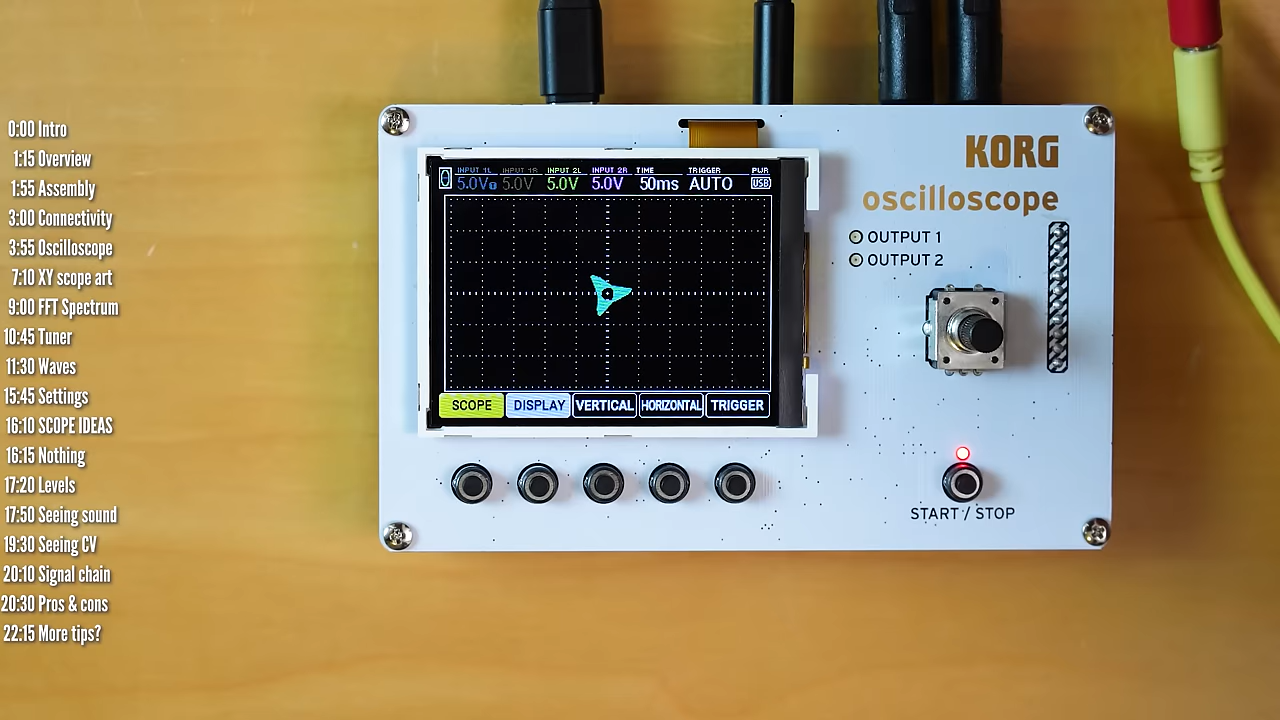 0:00 Intro
1:15 Overview
1:55 Assembly
3:00 Connectivity
3:55 Oscilloscope
7:10 XY scope art
9:00 FFT Spectrum
10:45 Tuner
11:30 Waves
15:45 Settings
16:10 SCOPE IDEAS
16:15 Nothing
17:20 Levels
17:50 Seeing sound
19:30 Seeing CV
20:10 Signal chain
20:30 Pros & cons
22:15 More tips?
INPUT 1L INPUT 1R INPUT 2L INPUT 2R TIME TRIGGER PWR
5.0V 5.0V 5.0V 5.0V 50ms AUTO USB
SCOPE DISPLAY VERTICAL HORIZONTAL TRIGGER
KORG
oscilloscope
OUTPUT 1
OUTPUT 2
START / STOP